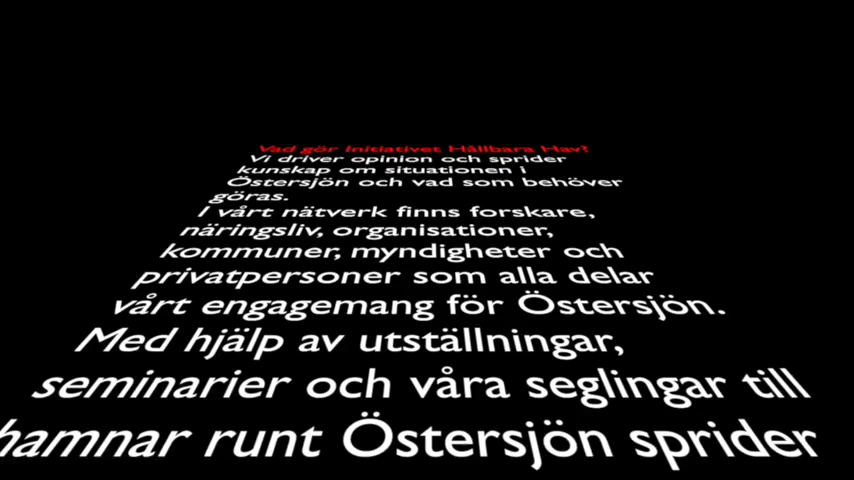 Vad gör Initiativet Hållbara Hav?
Vi driver opinion och sprider
kunskap om situationen i
Östersjön och vad som behöver
göras.
I vårt nätverk finns forskare,
näringsliv, organisationer,
kommuner, myndigheter och
privatpersoner som alla delar
vårt engagemang för Östersjön.
Med hjälp av utställningar,
seminarier och våra seglingar till
hamnar runt Östersjön sprider